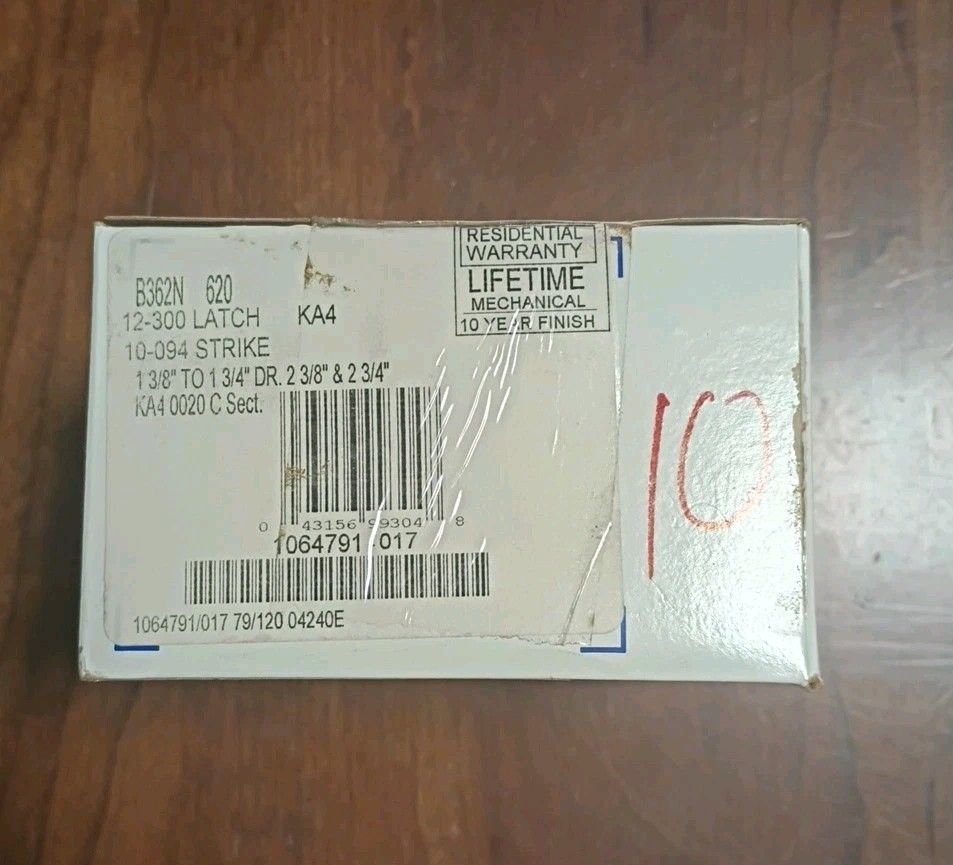 RESIDENTIAL
WARRANTY
LIFETIME
MECHANICAL
10 YEAR FINISH
B362N 620
12-300 LATCH KA4
10-094 STRIKE
1 3/8" TO 1 3/4" DR. 2 3/8" & 2 3/4"
KA4 0020 C Sect.
0 43156 99304 8
1064791 017
1064791/017 79/120 04240E
10